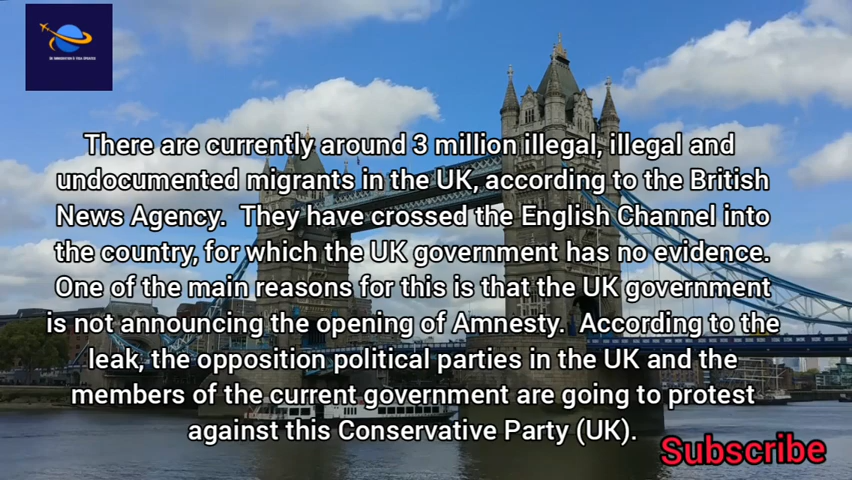 There are currently around 3 million illegal, illegal and
undocumented migrants in the UK, according to the British
News Agency. They have crossed the English Channel into
the country, for which the UK government has no evidence.
One of the main reasons for this is that the UK government
is not announcing the opening of Amnesty. According to the
leak, the opposition political parties in the UK and the
members of the current government are going to protest
against this Conservative Party (UK).
Subscribe